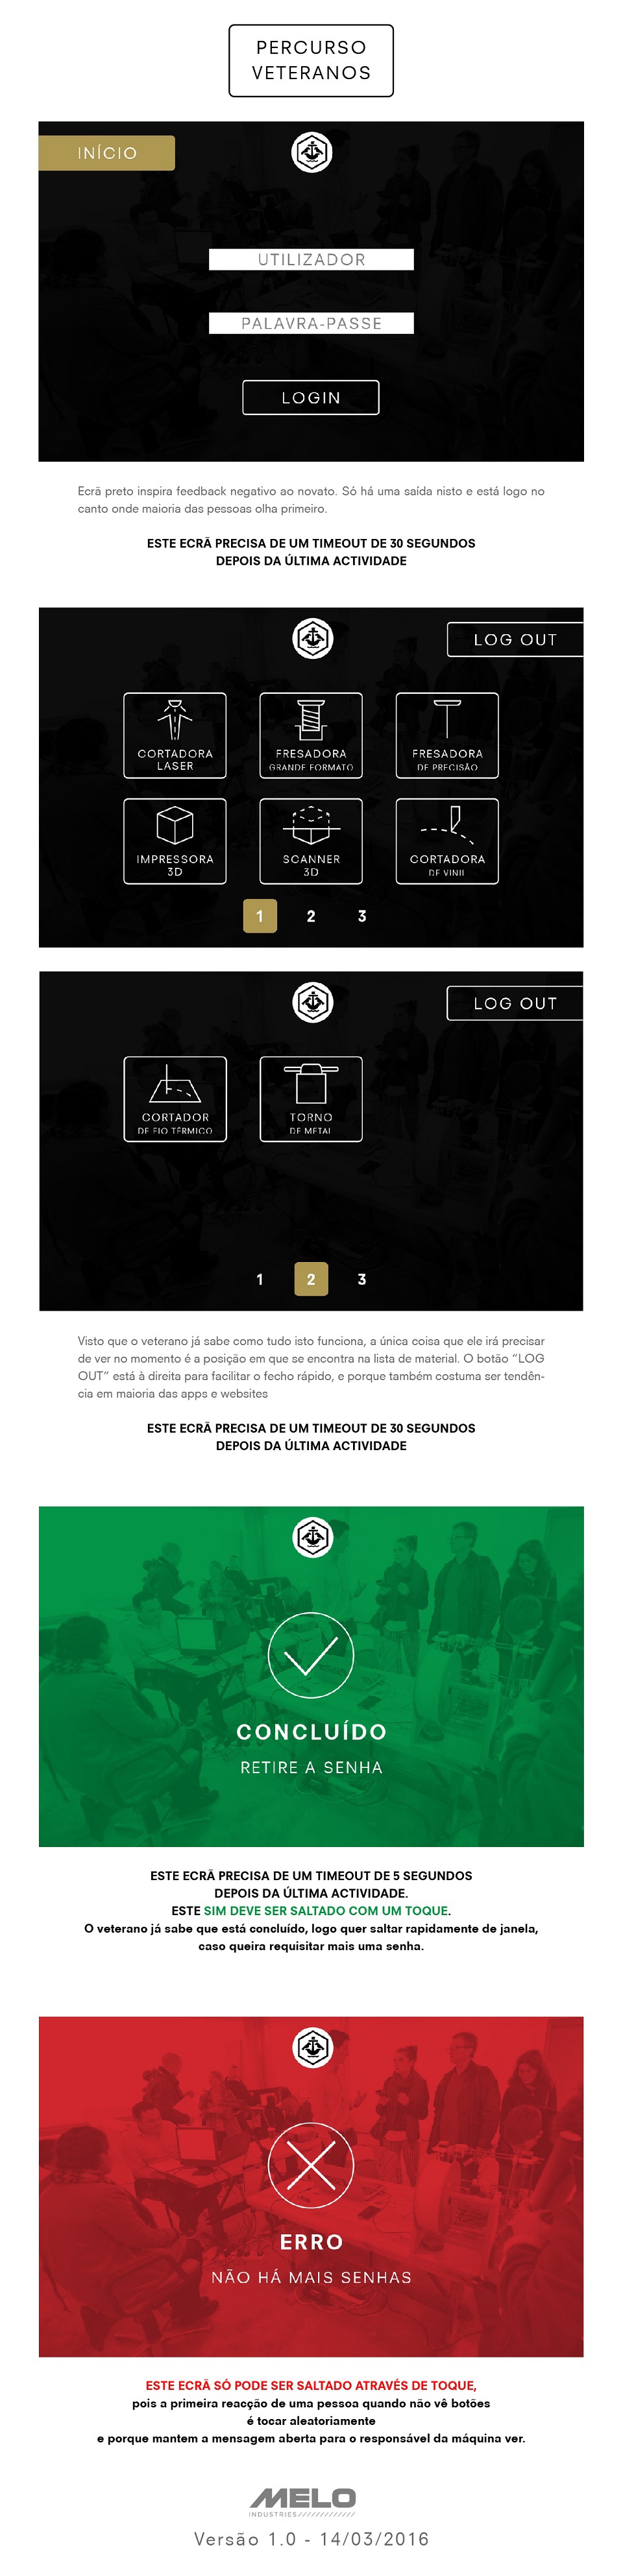 PERCURSO
VETERANOS
INÍCIO
UTILIZADOR
PALAVRA-PASSE
LOGIN
Ecrã preto inspira feedback negativo ao novato. Só há uma saída nisto e está logo no
canto onde maioria das pessoas olha primeiro.
ESTE ECRÃ PRECISA DE UM TIMEOUT DE 30 SEGUNDOS
DEPOIS DA ÚLTIMA ACTIVIDADE
LOG OUT
CORTADORA
LASER
FRESADORA
GRANDE FORMATO
FRESADORA
DE PRECISÃO
IMPRESSORA
3D
SCANNER
3D
CORTADORA
DE VINIL
1 2 3
LOG OUT
CORTADOR
DE FIO TÉRMICO
TORNO
DE METAL
1 2 3
Visto que o veterano já sabe como tudo isto funciona, a única coisa que ele irá precisar
de ver no momento é a posição em que se encontra na lista de material. O botão “LOG
OUT” está à direita para facilitar o fecho rápido, e porque também costuma ser tendên-
cia em maioria das apps e websites
ESTE ECRÃ PRECISA DE UM TIMEOUT DE 30 SEGUNDOS
DEPOIS DA ÚLTIMA ACTIVIDADE
CONCLUÍDO
RETIRE A SENHA
ESTE ECRÃ PRECISA DE UM TIMEOUT DE 5 SEGUNDOS
DEPOIS DA ÚLTIMA ACTIVIDADE.
ESTE SIM DEVE SER SALTADO COM UM TOQUE.
O veterano já sabe que está concluído, logo quer saltar rapidamente de janela,
caso queira requisitar mais uma senha.
ERRO
NÃO HÁ MAIS SENHAS
ESTE ECRÃ SÓ PODE SER SALTADO ATRAVÉS DE TOQUE,
pois a primeira reacção de uma pessoa quando não vê botões
é tocar aleatoriamente
e porque mantem a mensagem aberta para o responsável da máquina ver.
MELO
INDUSTRIES/////////////
Versão 1.0 - 14/03/2016